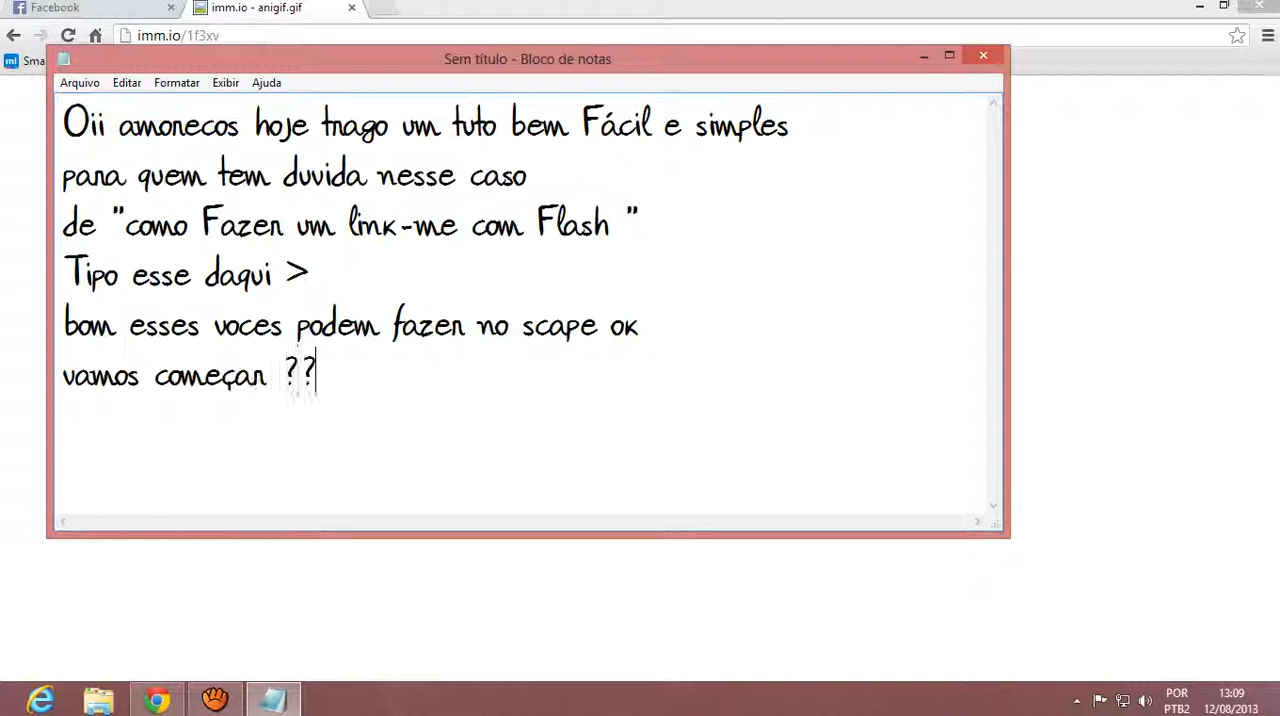 Facebook
imm.io - anigif.gif
imm.io/1f3xv
Sma
Sem título - Bloco de notas
Arquivo Editar Formatar Exibir Ajuda
Oii amorecos hoje trago um tuto bem Fácil e simples
para quem tem duvida nesse caso
de "como Fazer um link-me com Flash "
Tipo esse daqui >
bom esses voces podem fazer no scape ok
vamos começar ??
POR 13:09
PTB2 12/08/2013